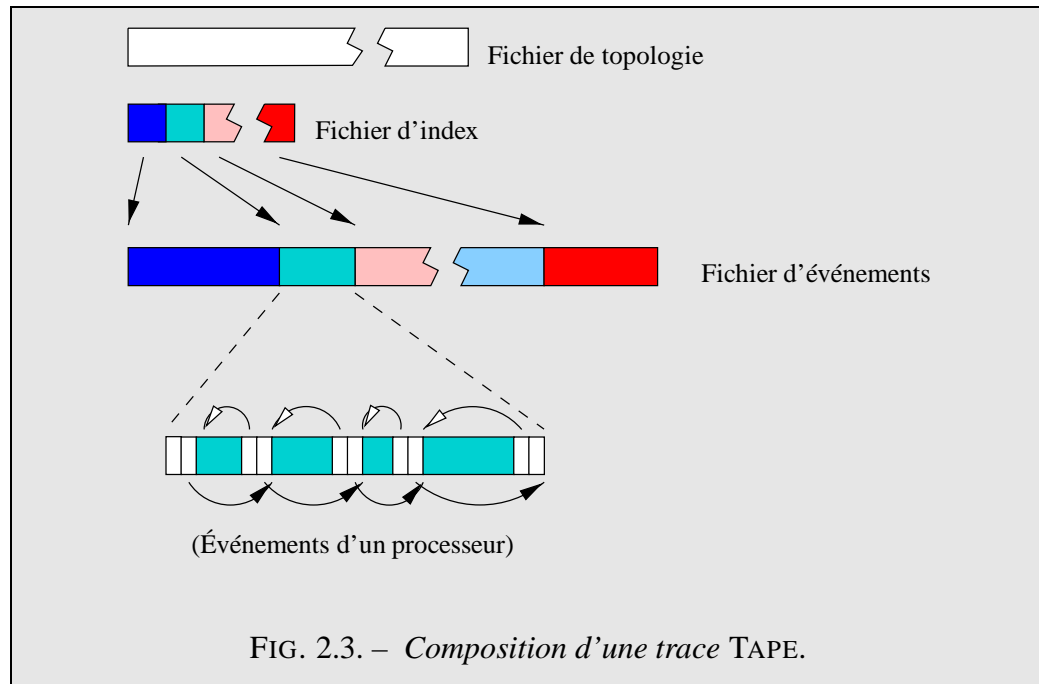 Fichier de topologie
Fichier d'index
Fichier d'événements
(Événements d'un processeur)
FIG. 2.3. – Composition d'une trace TAPE.